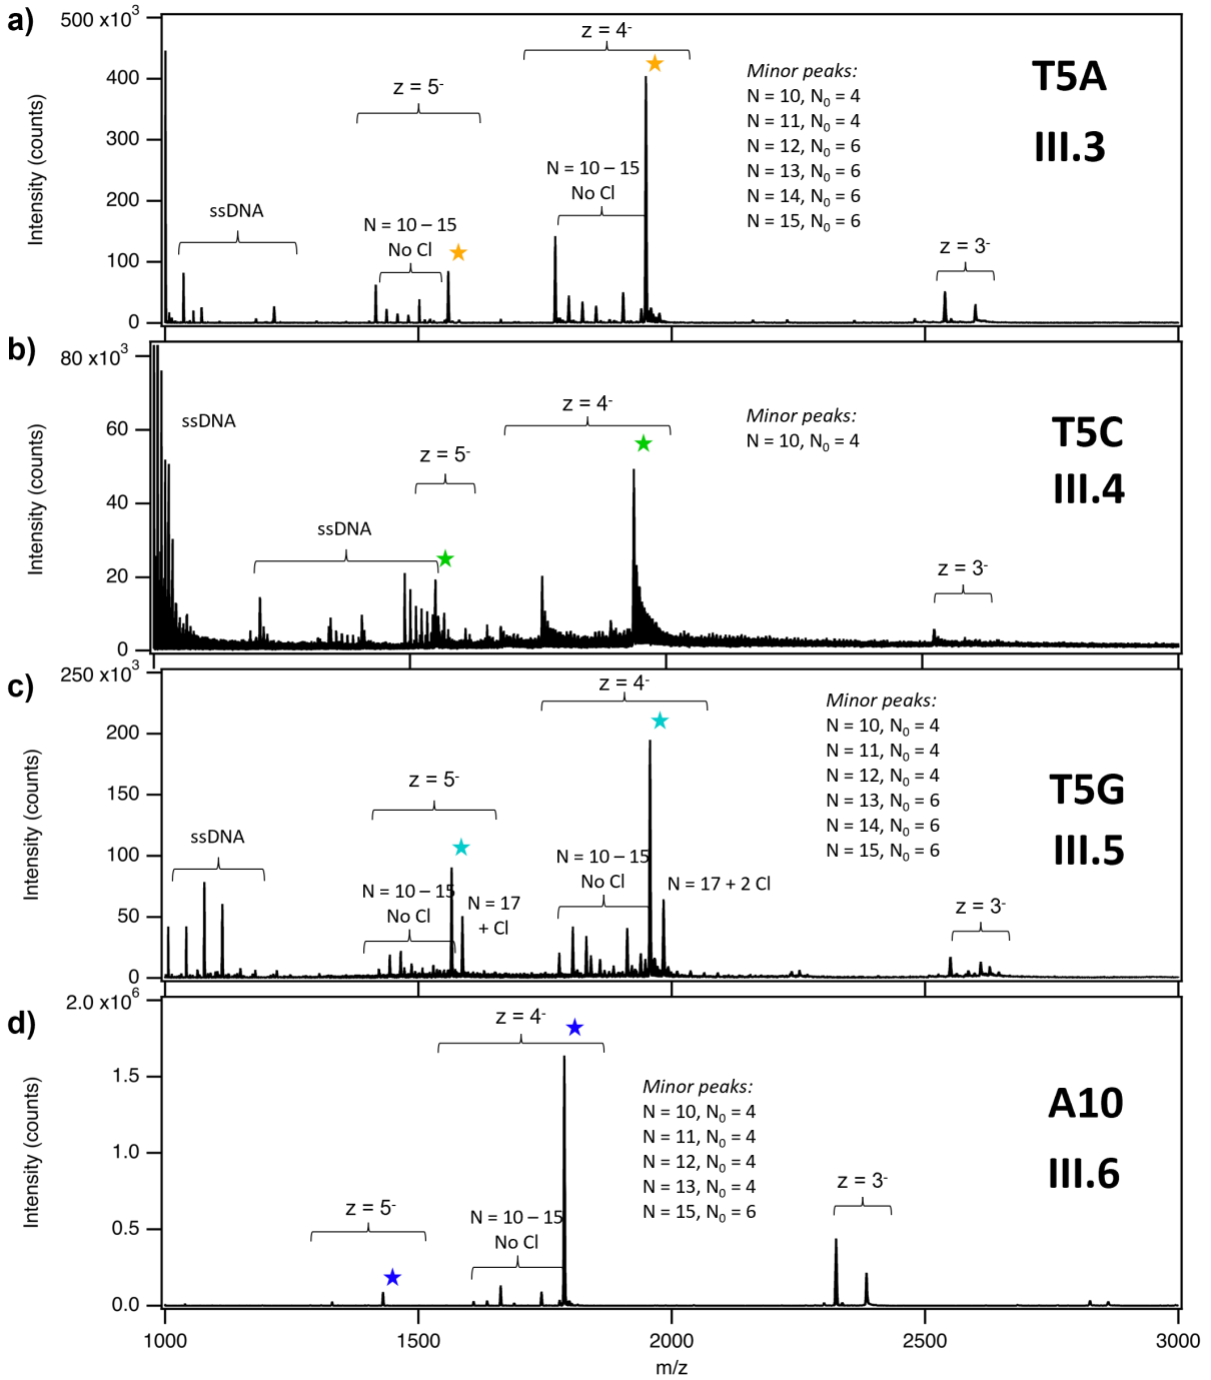 a)
500 x10³
400
300
200
100
0
Intensity (counts)
z = 4⁻
z = 5⁻
ssDNA
N = 10 – 15
No Cl
N = 10 – 15
No Cl
Minor peaks:
N = 10, N₀ = 4
N = 11, N₀ = 4
N = 12, N₀ = 6
N = 13, N₀ = 6
N = 14, N₀ = 6
N = 15, N₀ = 6
z = 3⁻
T5A
III.3
b)
80 x10³
60
40
20
0
Intensity (counts)
ssDNA
ssDNA
z = 5⁻
z = 4⁻
Minor peaks:
N = 10, N₀ = 4
z = 3⁻
T5C
III.4
c)
250 x10³
200
150
100
50
0
Intensity (counts)
ssDNA
z = 5⁻
N = 10 – 15
No Cl
N = 17
+ Cl
z = 4⁻
N = 10 – 15
No Cl
N = 17 + 2 Cl
Minor peaks:
N = 10, N₀ = 4
N = 11, N₀ = 4
N = 12, N₀ = 4
N = 13, N₀ = 6
N = 14, N₀ = 6
N = 15, N₀ = 6
z = 3⁻
T5G
III.5
d)
2.0 x10⁶
1.5
1.0
0.5
0.0
Intensity (counts)
z = 5⁻
z = 4⁻
N = 10 – 15
No Cl
Minor peaks:
N = 10, N₀ = 4
N = 11, N₀ = 4
N = 12, N₀ = 4
N = 13, N₀ = 4
N = 15, N₀ = 6
z = 3⁻
A10
III.6
1000 1500 2000 2500 3000
m/z